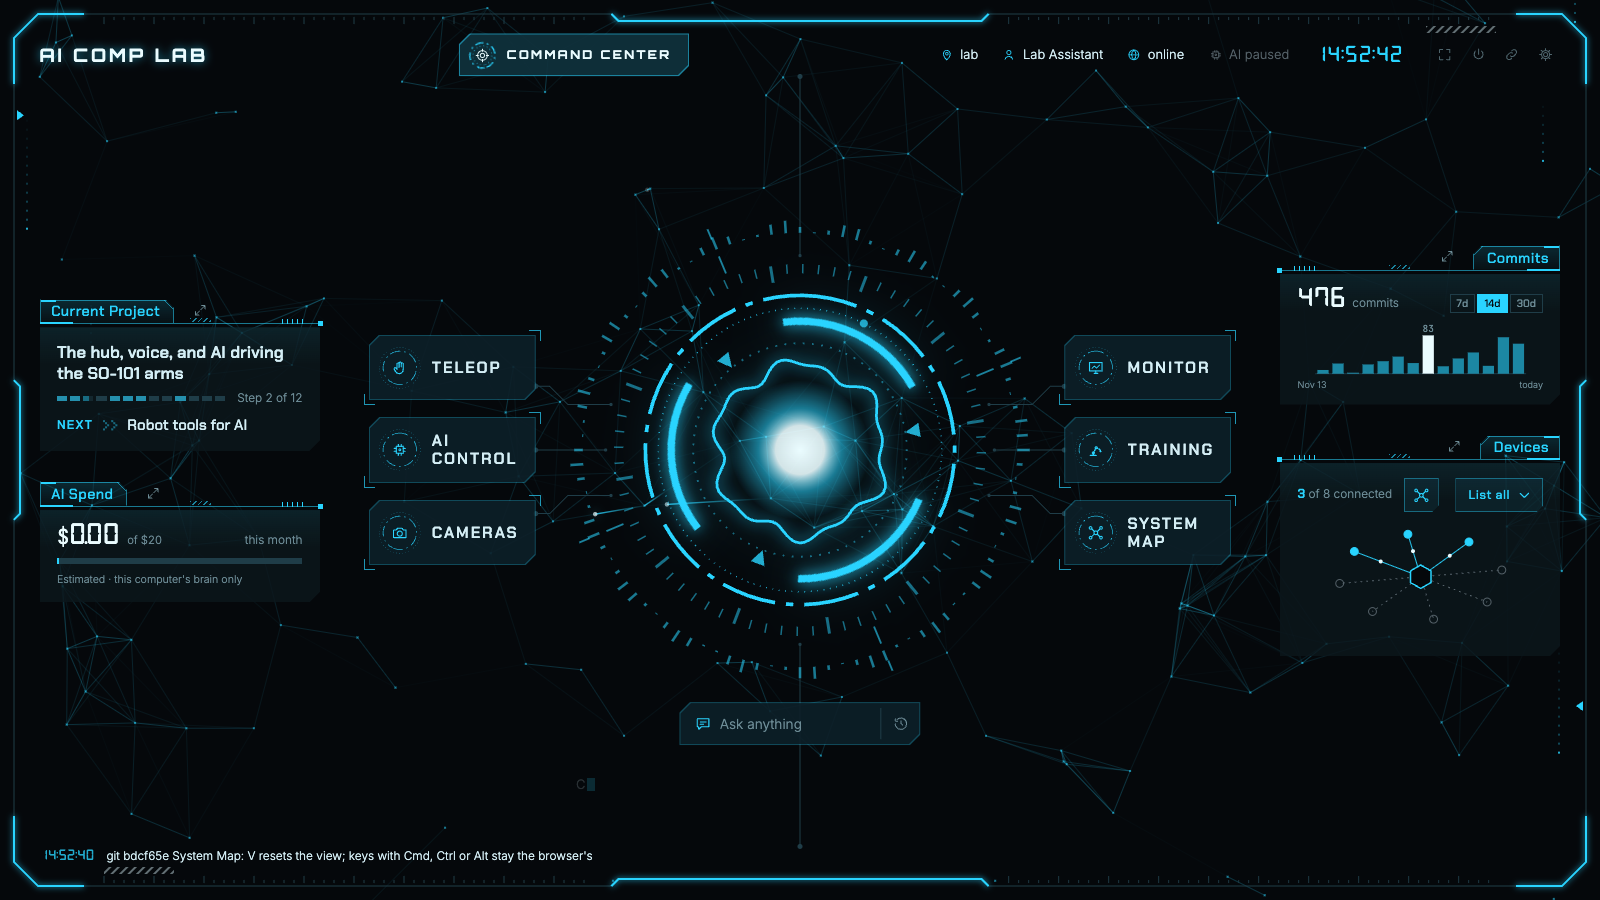 AI COMP LAB
COMMAND CENTER
lab
Lab Assistant
online
AI paused
14:52:42
Current Project
The hub, voice, and AI driving
the SO-101 arms
Step 2 of 12
NEXT
Robot tools for AI
AI Spend
$0.00 of $20
this month
Estimated · this computer's brain only
TELEOP
AI
CONTROL
CAMERAS
MONITOR
TRAINING
SYSTEM
MAP
Commits
476 commits
7d
14d
30d
83
Nov 13
today
Devices
3 of 8 connected
List all
Ask anything
C
14:52:40 git bdcf65e System Map: V resets the view; keys with Cmd, Ctrl or Alt stay the browser's